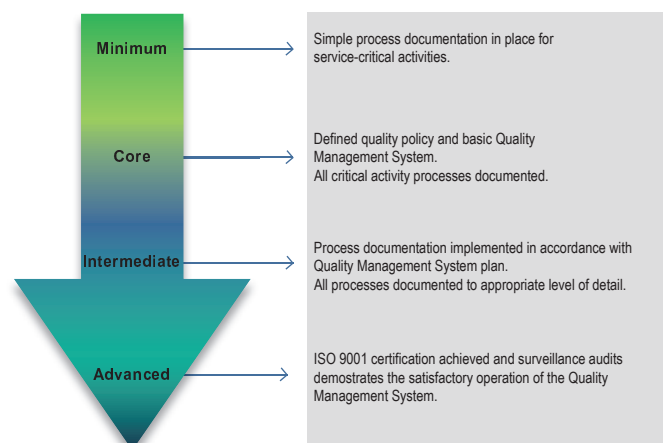 Minimum
Simple process documentation in place for
service-critical activities.
Core
Defined quality policy and basic Quality
Management System.
All critical activity processes documented.
Intermediate
Process documentation implemented in accordance with
Quality Management System plan.
All processes documented to appropriate level of detail.
Advanced
ISO 9001 certification achieved and surveillance audits
demostrates the satisfactory operation of the Quality
Management System.